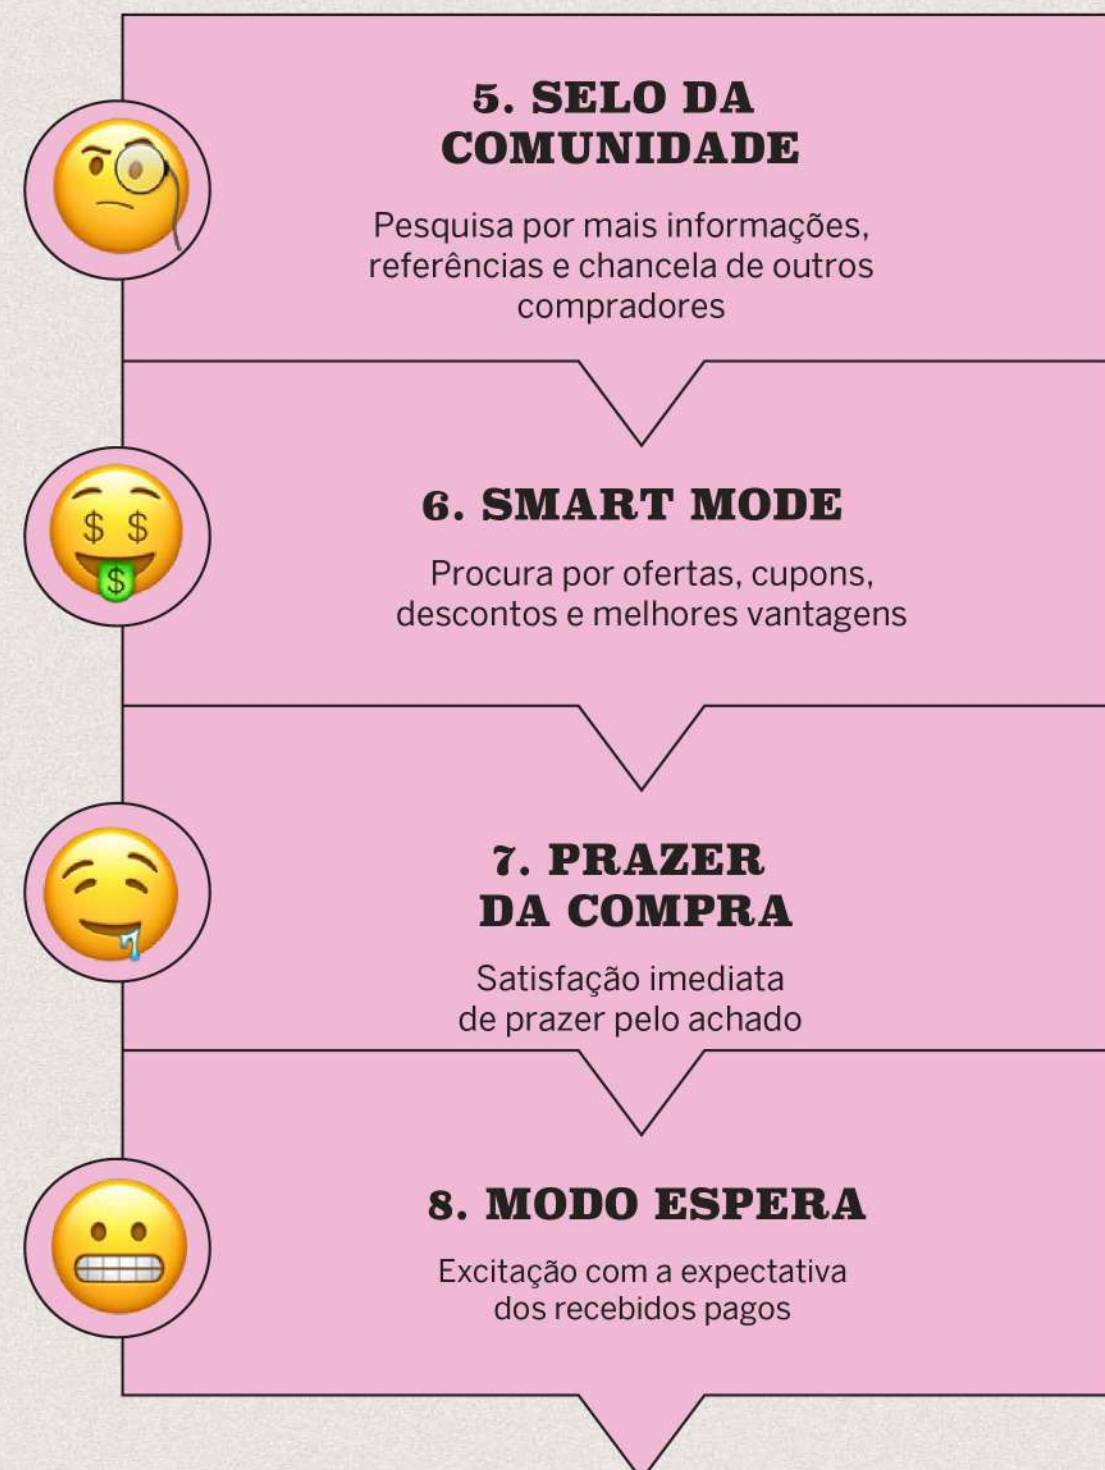 5. SELO DA
COMUNIDADE
Pesquisa por mais informações,
referências e chancela de outros
compradores
6. SMART MODE
Procura por ofertas, cupons,
descontos e melhores vantagens
$ $
$
7. PRAZER
DA COMPRA
Satisfação imediata
de prazer pelo achado
8. MODO ESPERA
Excitação com a expectativa
dos recebidos pagos